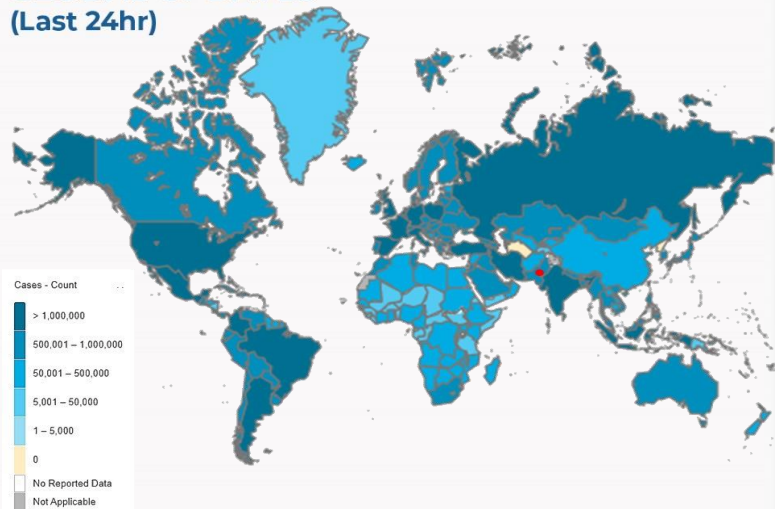 (Last 24hr)
Cases - Count
> 1,000,000
500,001 – 1,000,000
50,001 – 500,000
5,001 – 50,000
1 – 5,000
0
No Reported Data
Not Applicable